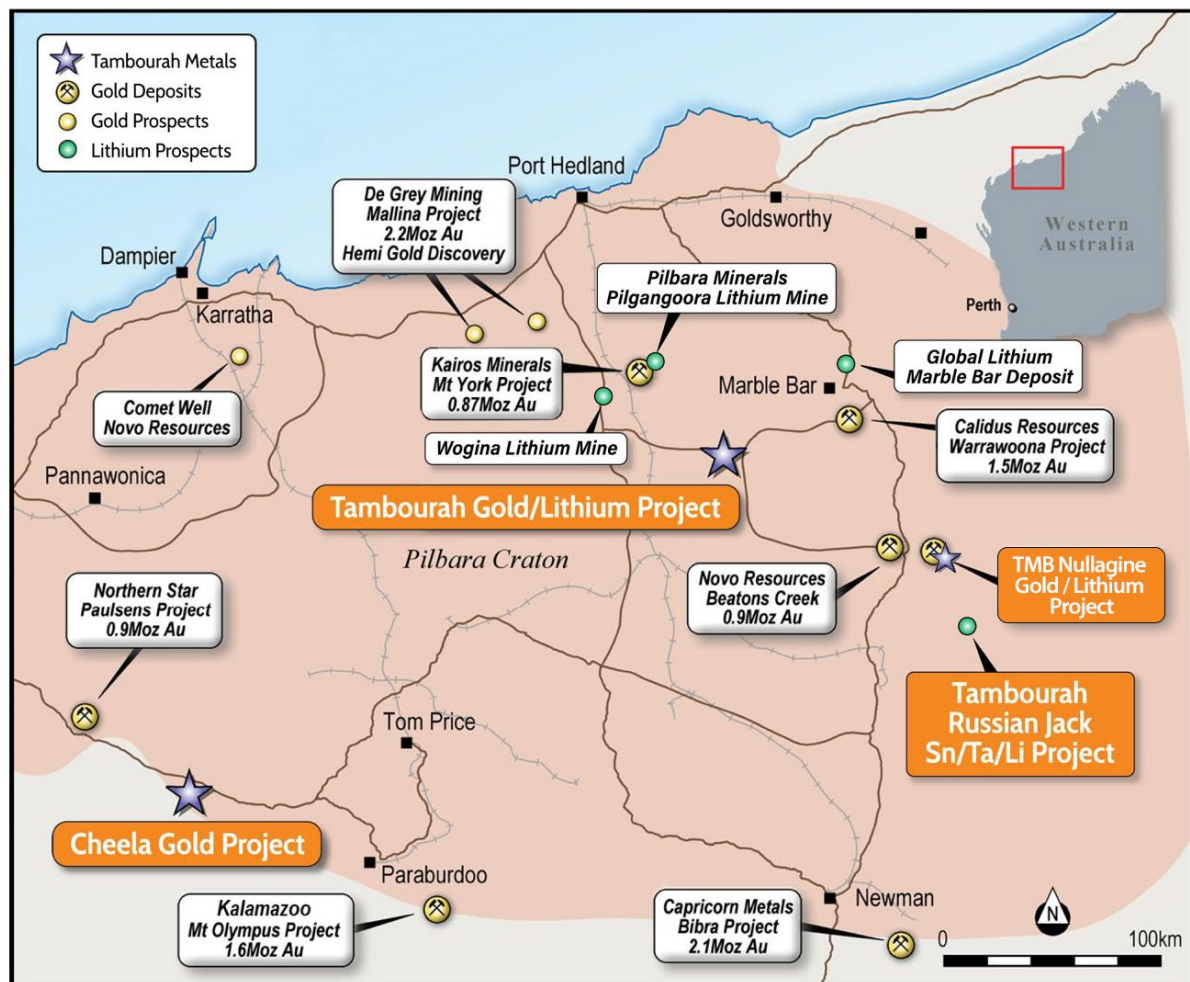 Tambourah Metals
Gold Deposits
Gold Prospects
Lithium Prospects
Western
Australia
Perth
Port Hedland
Goldsworthy
De Grey Mining
Mallina Project
2.2Moz Au
Hemi Gold Discovery
Dampier
Karratha
Pilbara Minerals
Pilgangoora Lithium Mine
Kairos Minerals
Mt York Project
0.87Moz Au
Marble Bar
Global Lithium
Marble Bar Deposit
Comet Well
Novo Resources
Wogina Lithium Mine
Calidus Resources
Warrawoona Project
1.5Moz Au
Pannawonica
Tambourah Gold/Lithium Project
Pilbara Craton
Northern Star
Paulsens Project
0.9Moz Au
Novo Resources
Beatons Creek
0.9Moz Au
TMB Nullagine
Gold / Lithium
Project
Tambourah
Russian Jack
Sn/Ta/Li Project
Tom Price
Cheela Gold Project
Paraburdoo
Newman
Kalamazoo
Mt Olympus Project
1.6Moz Au
Capricorn Metals
Bibra Project
2.1Moz Au
N
0
100km